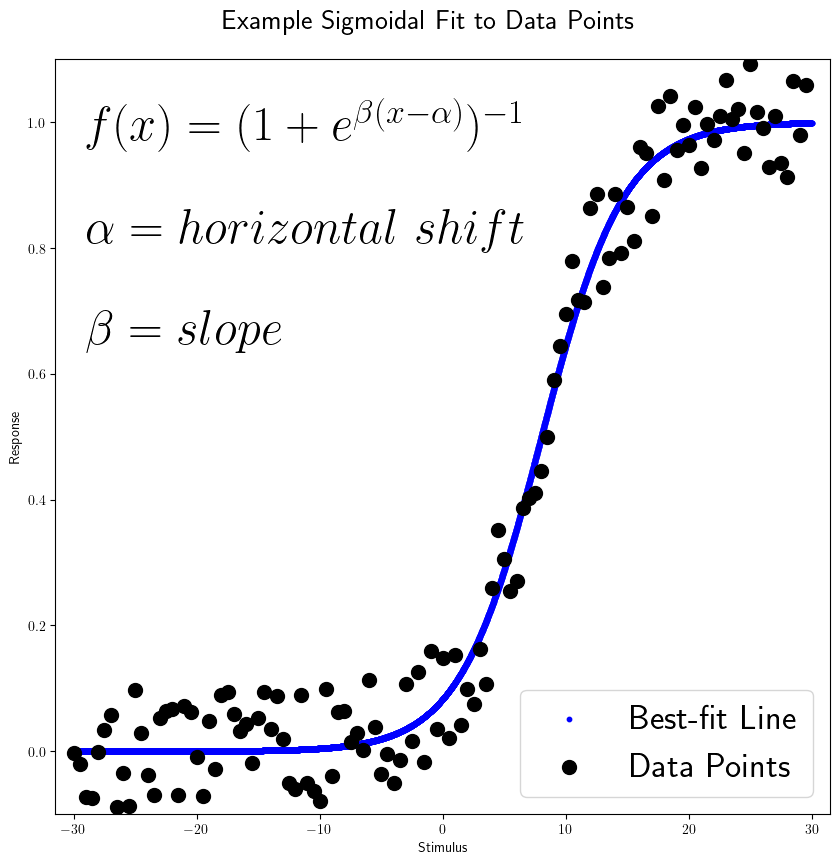 Example Sigmoidal Fit to Data Points
f(x) = (1 + e^{β(x−α)})^{−1}
α = horizontal shift
β = slope
1.0
0.8
0.6
0.4
0.2
0.0
Response
Best-fit Line
Data Points
−30 −20 −10 0 10 20 30
Stimulus